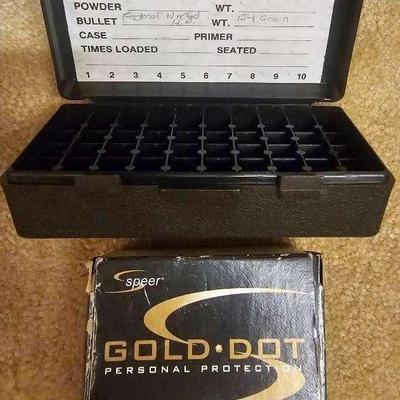 POWDER WT.
BULLET Federal WT. 124 Grain
CASE PRIMER
TIMES LOADED SEATED
1 2 3 4 5 6 7 8 9 10
Speer
GOLD·DOT
PERSONAL PROTECTION